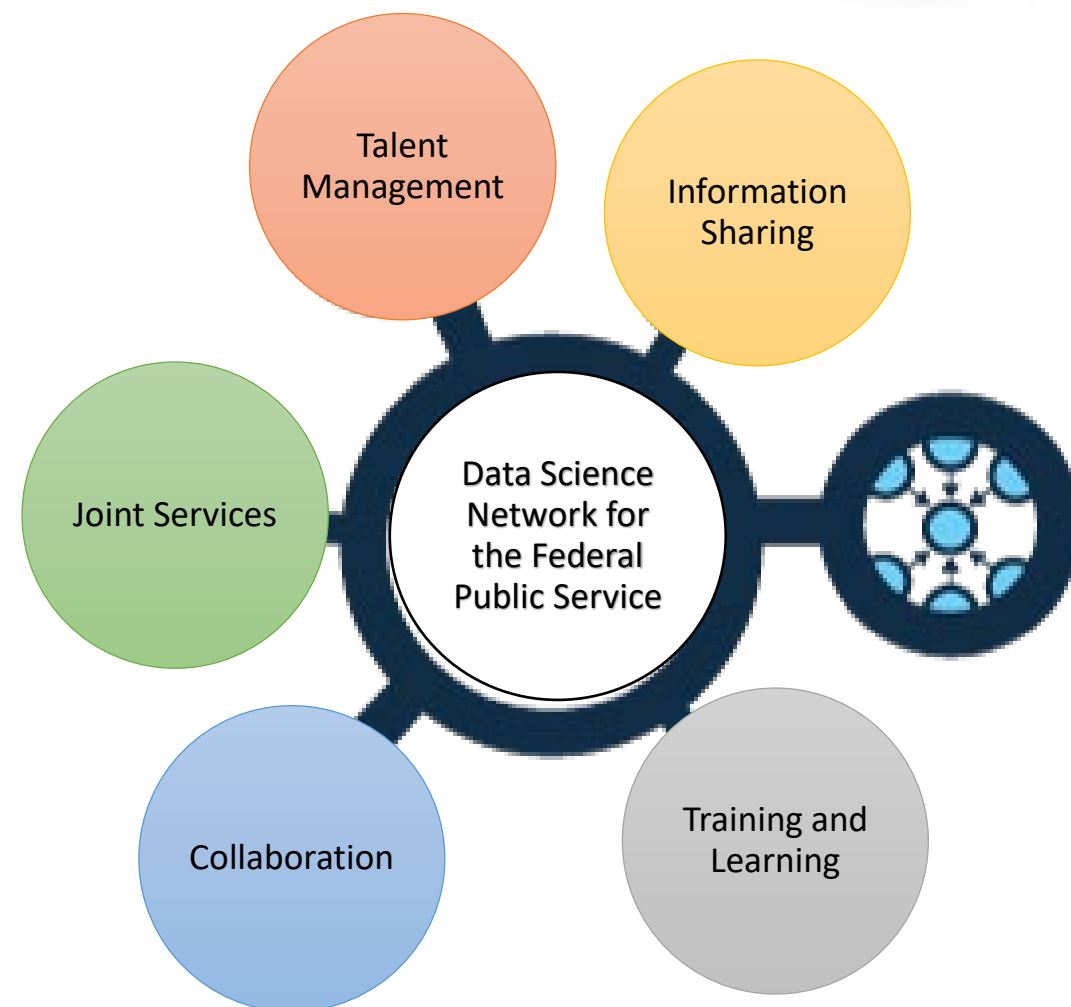 Talent
Management
Information
Sharing
Joint Services
Data Science
Network for
the Federal
Public Service
Collaboration
Training and
Learning